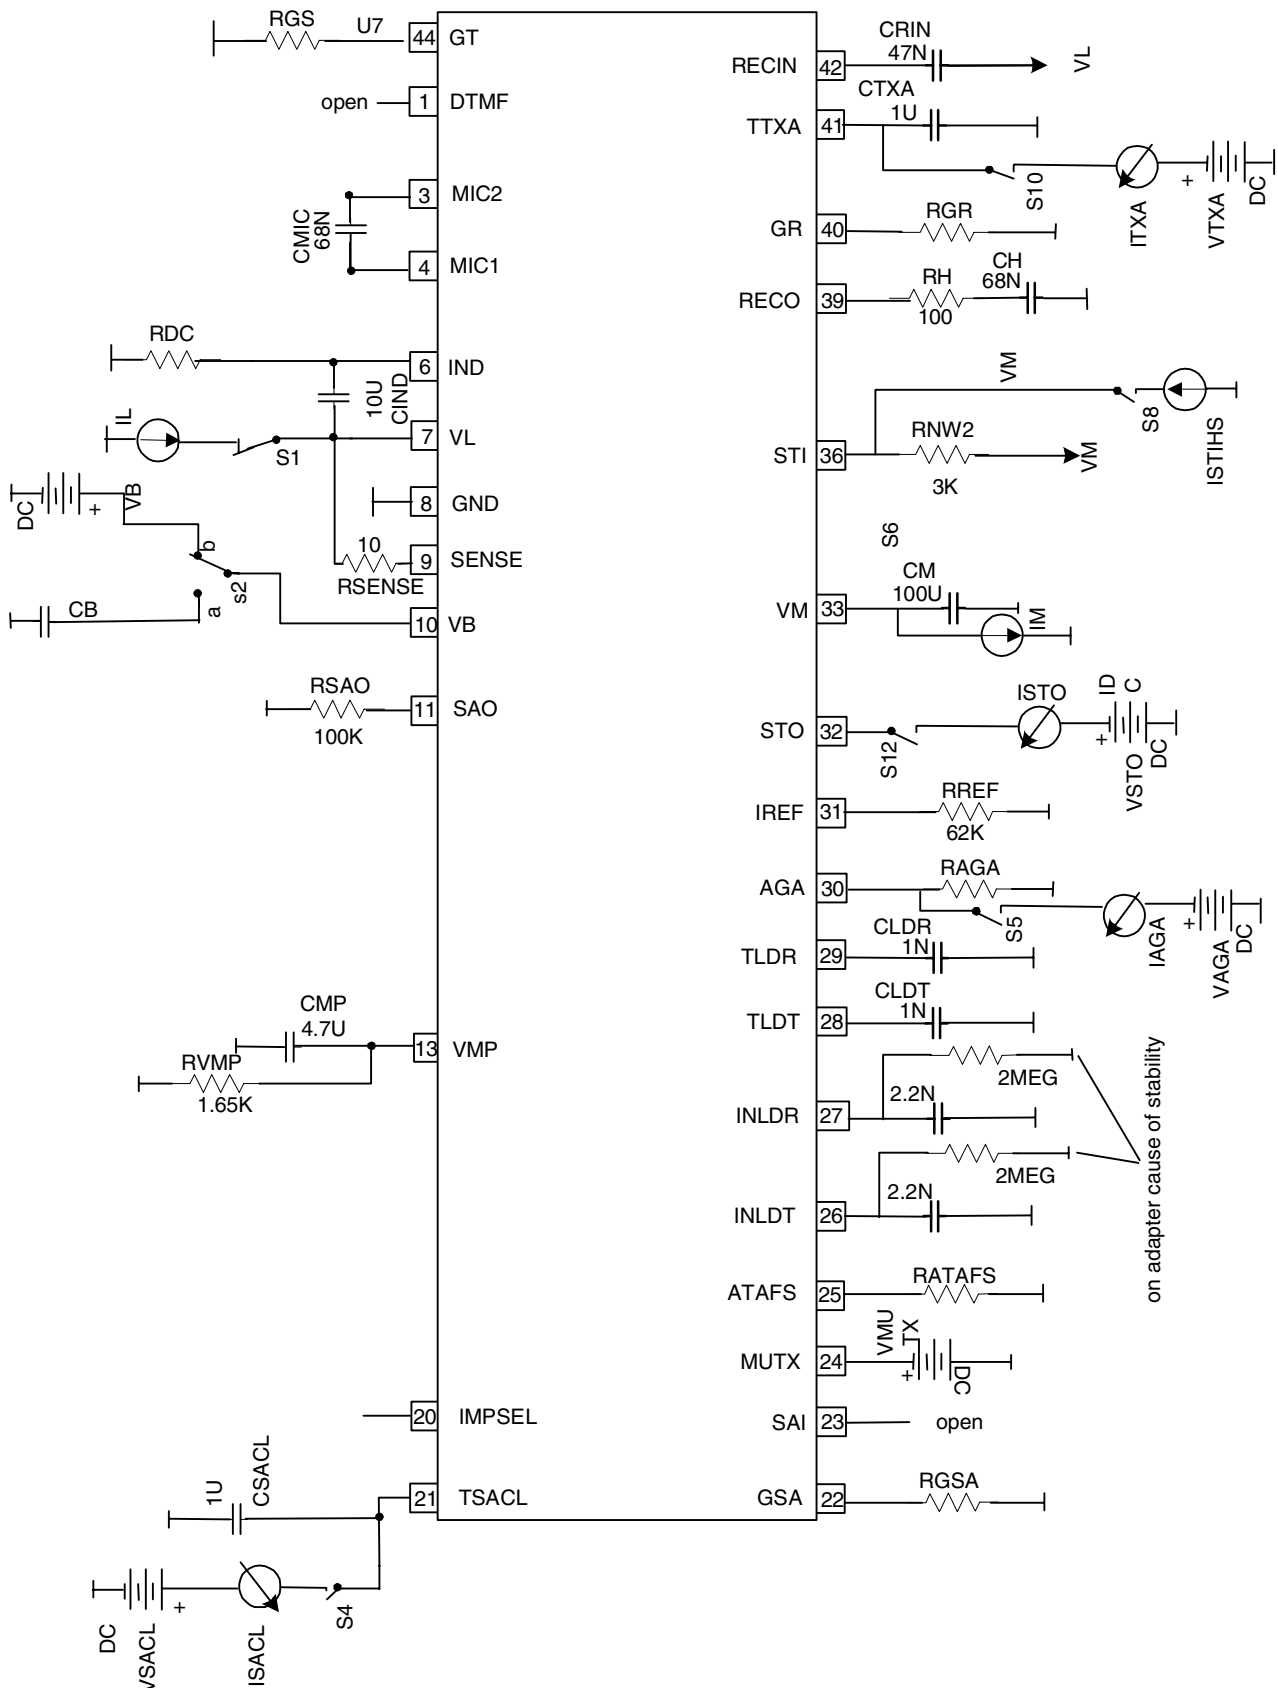 RGS
U7
44
GT
open
1
DTMF
3
MIC2
CMIC
68N
4
MIC1
RDC
6
IND
10U
CIND
IL
S1
7
VL
DC
+
VB
8
GND
b
s2
a
10
RSENSE
9
SENSE
CB
10
VB
RSAO
100K
11
SAO
CMP
4.7U
13
VMP
RVMP
1.65K
20
IMPSEL
1U
CSACL
21
TSACL
DC
VSACL
+
ISACL
S4
RECIN
42
CRIN
47N
VL
TTXA
41
CTXA
1U
S10
ITXA
+
VTXA
DC
GR
40
RGR
RECO
39
RH
100
CH
68N
VM
S8
ISTIHS
STI
36
RNW2
3K
VM
S6
VM
33
CM
100U
IM
STO
32
S12
ISTO
+
ID
C
VSTO
DC
IREF
31
RREF
62K
AGA
30
RAGA
S5
IAGA
+
VAGA
DC
TLDR
29
CLDR
1N
TLDT
28
CLDT
1N
2MEG
INLDR
27
2.2N
2MEG
INLDT
26
2.2N
on adapter cause of stability
ATAFS
25
RATAFS
MUTX
24
VMU
TX
+
DC
SAI
23
open
GSA
22
RGSA